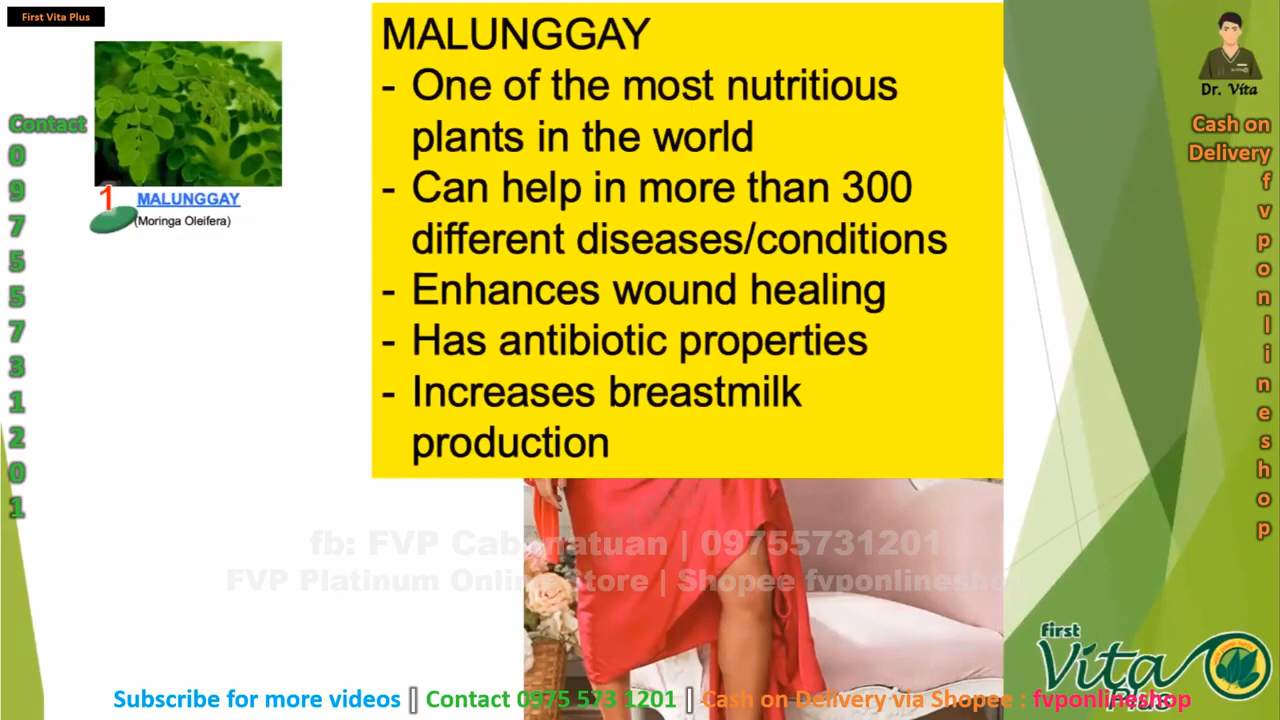 First Vita Plus
MALUNGGAY
- One of the most nutritious
plants in the world
- Can help in more than 300
different diseases/conditions
- Enhances wound healing
- Has antibiotic properties
- Increases breastmilk
production
1
MALUNGGAY
(Moringa Oleifera)
Contact
0
9
7
5
5
7
3
1
2
0
1
Dr. Vita
Cash on
Delivery
f
v
p
o
n
l
i
n
e
s
h
o
p
fb: FVP Cabanatuan | 09755731201
FVP Platinum Online Store | Shopee fvponlineshop
first
Vita
Plus
Subscribe for more videos | Contact 0975 573 1201 | Cash on Delivery via Shopee : fvponlineshop